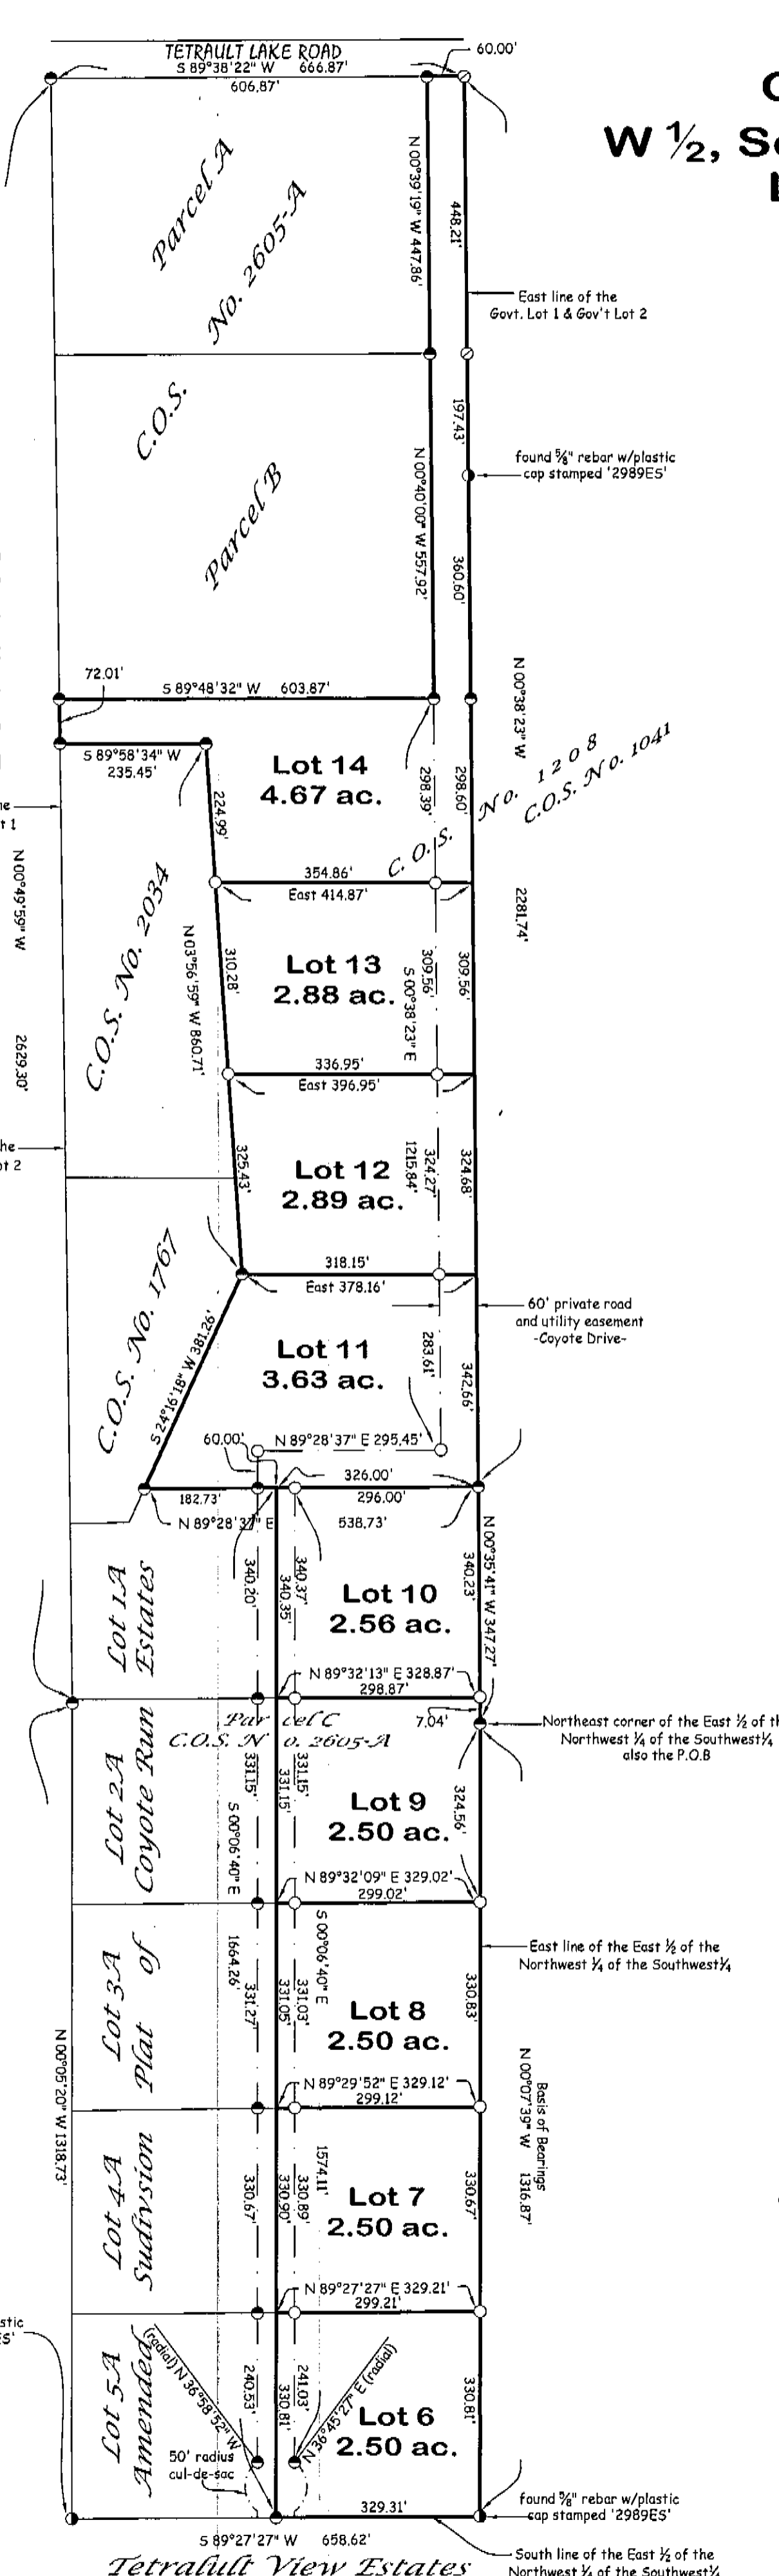 TETRAULT LAKE ROAD
S 89°38'22" W 666.87'
606.87'
60.00'
W ½,
Parcel A
No. 2605-A
C.O.S.
Parcel B
N 00°39'19" W 447.86'
448.21'
East line of the
Govt. Lot 1 & Gov't Lot 2
197.43'
found ⅝" rebar w/plastic
cap stamped '2989ES'
N 00°40'00" W 557.92'
360.60'
72.01'
S 89°48'32" W 603.87'
N 00°38'23" W
2281.74'
S 89°58'34" W
235.45'
Lot 14
4.67 ac.
224.99'
298.39'
298.60'
C.O.S. No. 1208
C.O.S. No. 1041
354.86'
East 414.87'
t 1
N 00°49'59" W
2629.30'
C.O.S. No. 2034
N 03°56'59" W 860.71'
310.28'
Lot 13
2.88 ac.
309.56'
S 00°38'23" E
309.56'
336.95'
East 396.95'
t 2
325.43'
Lot 12
2.89 ac.
1215.84'
324.27'
324.68'
318.15'
East 378.16'
60' private road
and utility easement
-Coyote Drive-
C.O.S. No. 1767
S 24°16'18" W 381.26'
Lot 11
3.63 ac.
283.61'
342.66'
60.00'
N 89°28'37" E 295.45'
326.00'
182.73'
296.00'
N 89°28'37" E
538.73'
Lot 1A
Estates
340.20'
340.35'
340.37'
Lot 10
2.56 ac.
340.23'
N 00°35'41" W 347.27'
N 89°32'13" E 328.87'
298.87'
Parcel C
C.O.S. No. 2605-A
7.04'
Northeast corner of the East ½ of th
Northwest ¼ of the Southwest¼
also the P.O.B
Lot 2A
Coyote Run
331.15'
331.15'
331.15'
S 00°06'40" E
1664.26'
Lot 9
2.50 ac.
324.56'
N 89°32'09" E 329.02'
299.02'
East line of the East ½ of the
Northwest ¼ of the Southwest¼
Lot 3A
Plat of
331.27'
331.05'
331.03'
S 00°06'40" E
1574.11'
Lot 8
2.50 ac.
330.83'
N 00°05'20" W 1318.73'
N 89°29'52" E 329.12'
299.12'
Basis of Bearings
N 00°07'39" W 1316.87'
Lot 4A
Sudivsion
330.67'
330.90'
330.89'
Lot 7
2.50 ac.
330.67'
N 89°27'27" E 329.21'
299.21'
stic
ES'
Lot 5A
Amended
(radial) N 36°58'52" W
240.53'
330.81'
241.03'
N 36°45'27" E (radial)
Lot 6
2.50 ac.
330.81'
50' radius
cul-de-sac
329.31'
found ⅝" rebar w/plastic
cap stamped '2989ES'
S 89°27'27" W 658.62'
South line of the East ½ of the
Northwest ¼ of the Southwest¼
Tetralult View Estates